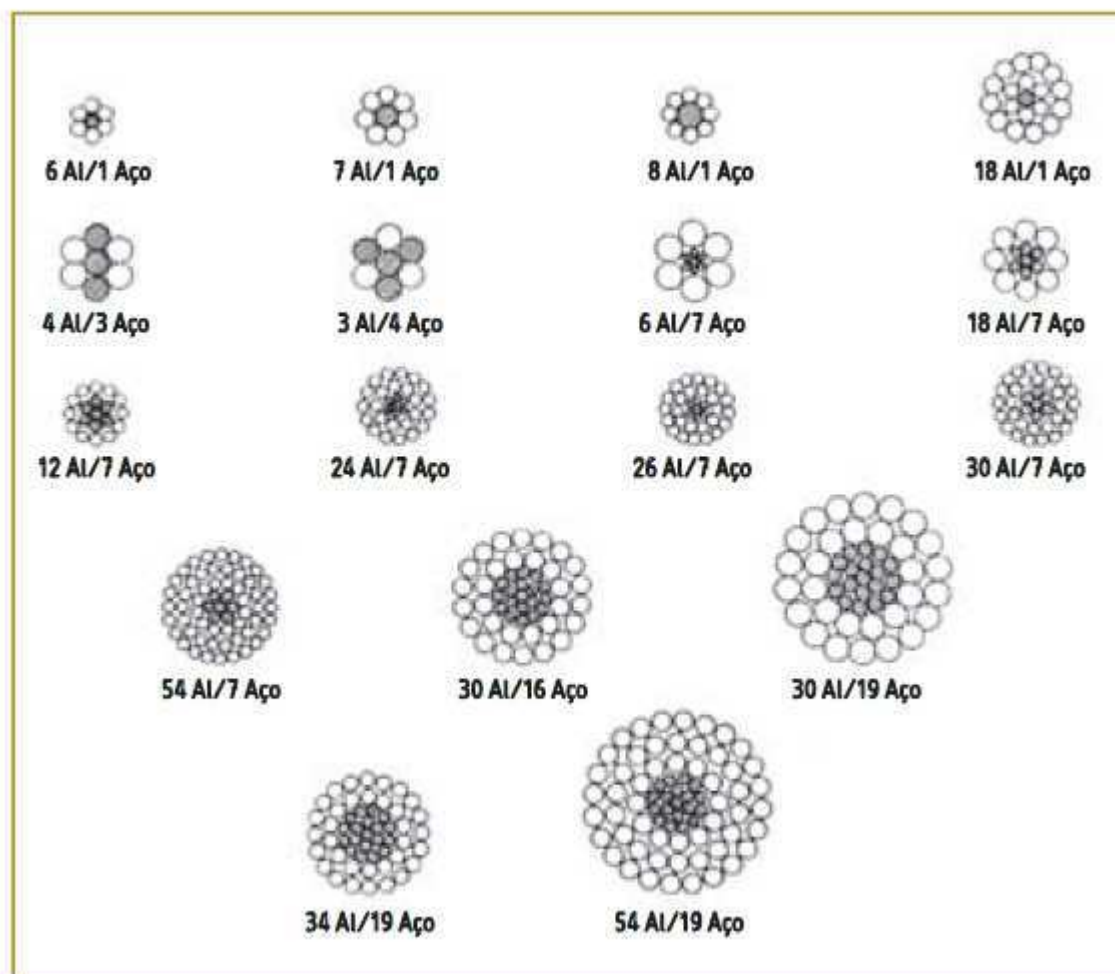 6 Al/1 Aço
7 Al/1 Aço
8 Al/1 Aço
18 Al/1 Aço
4 Al/3 Aço
3 Al/4 Aço
6 Al/7 Aço
18 Al/7 Aço
12 Al/7 Aço
24 Al/7 Aço
26 Al/7 Aço
30 Al/7 Aço
54 Al/7 Aço
30 Al/16 Aço
30 Al/19 Aço
34 Al/19 Aço
54 Al/19 Aço